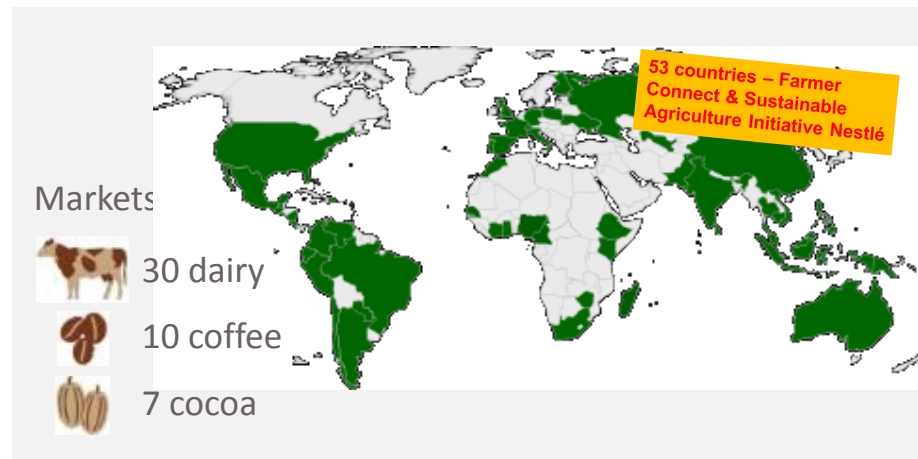 53 countries – Farmer
Connect & Sustainable
Agriculture Initiative Nestlé
Markets
30 dairy
10 coffee
7 cocoa